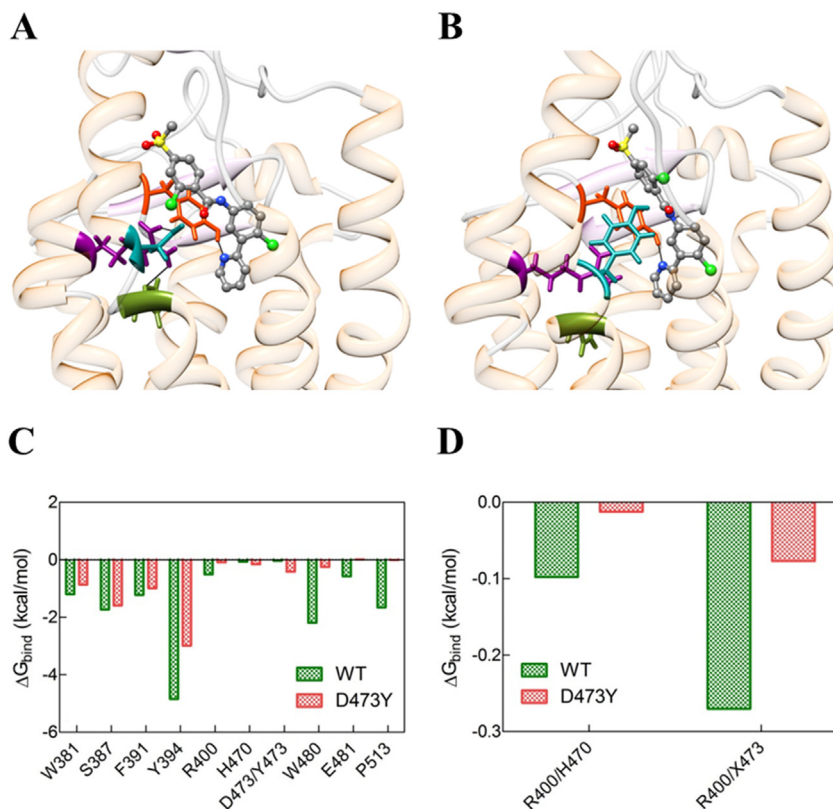 A
B
C
D
2
0
-2
-4
-6
ΔGbind (kcal/mol)
WT
D473Y
W381
S387
F391
Y394
R400
H470
D473/Y473
W480
E481
P513
0.0
-0.1
-0.2
-0.3
ΔGbind (kcal/mol)
WT
D473Y
R400/H470
R400/X473